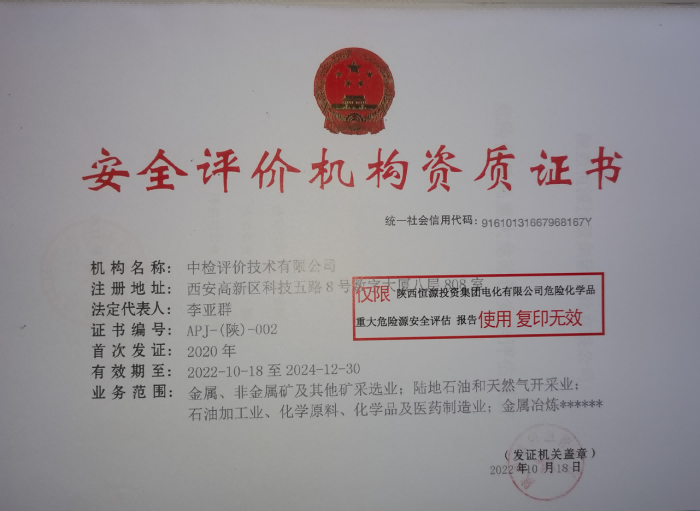 安全评价机构资质证书
统一社会信用代码：91610131667968167Y
机构名称：中检评价技术有限公司
注册地址：西安高新区科技五路8号数字大厦八层808室
法定代表人：李亚群
证书编号：APJ-(陕)-002
首次发证：2020年
有效期至：2022-10-18至2024-12-30
业务范围：金属、非金属矿及其他矿采选业；陆地石油和天然气开采业；
石油加工业、化学原料、化学品及医药制造业；金属冶炼******
仅限 陕西恒源投资集团电化有限公司危险化学品
重大危险源安全评估 报告使用 复印无效
（发证机关盖章）
2022年10月18日